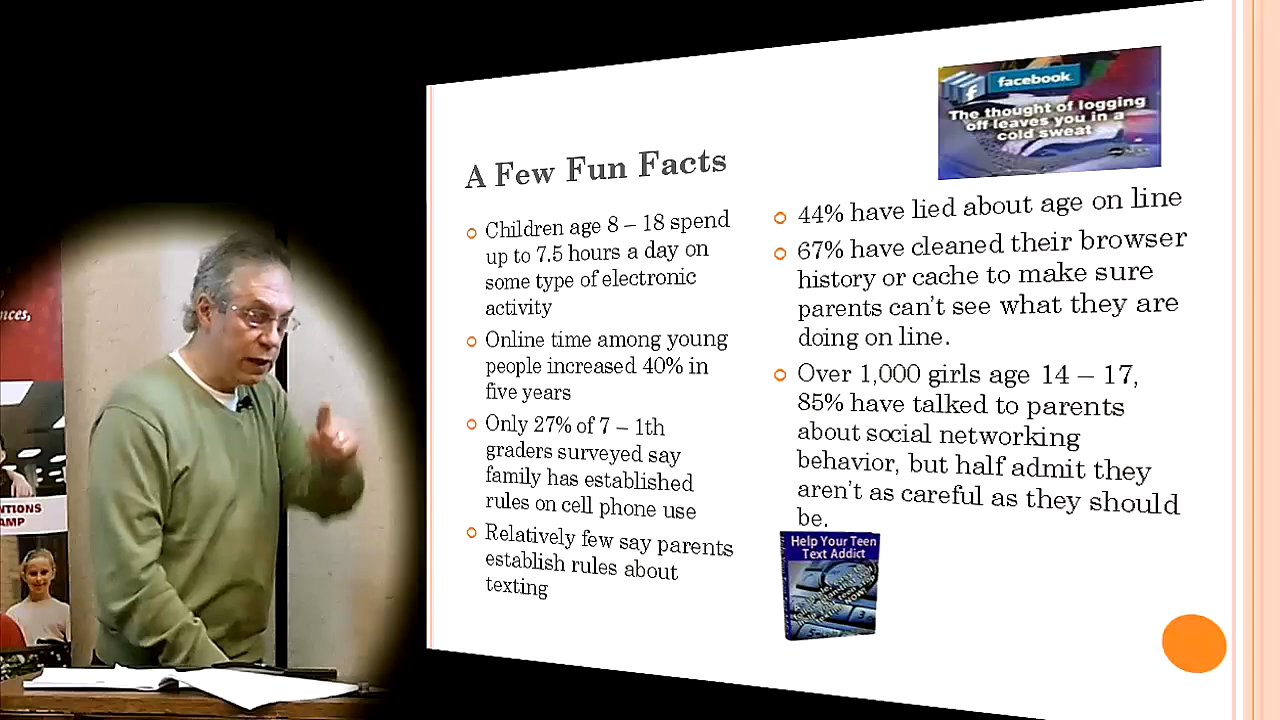 A Few Fun Facts
Children age 8 – 18 spend
up to 7.5 hours a day on
some type of electronic
activity
Online time among young
people increased 40% in
five years
Only 27% of 7 – 1th
graders surveyed say
family has established
rules on cell phone use
Relatively few say parents
establish rules about
texting
facebook
The thought of logging
off leaves you in a
cold sweat
44% have lied about age on line
67% have cleaned their browser
history or cache to make sure
parents can't see what they are
doing on line.
Over 1,000 girls age 14 – 17,
85% have talked to parents
about social networking
behavior, but half admit they
aren't as careful as they should
be.
Help Your Teen
Text Addict